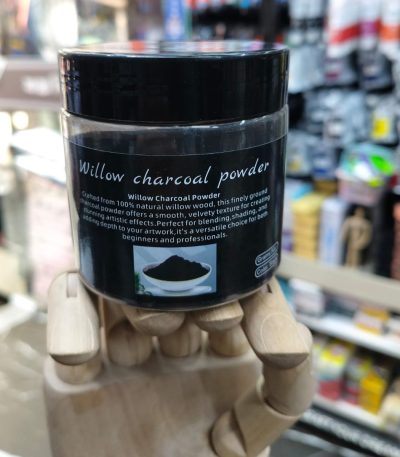 Willow charcoal powder
Willow Charcoal Powder
Crafted from 100% natural willow wood, this finely ground
charcoal powder offers a smooth, velvety texture for creating
stunning artistic effects.Perfect for blending,shading, and
adding depth to your artwork,it's a versatile choice for both
beginners and professionals.